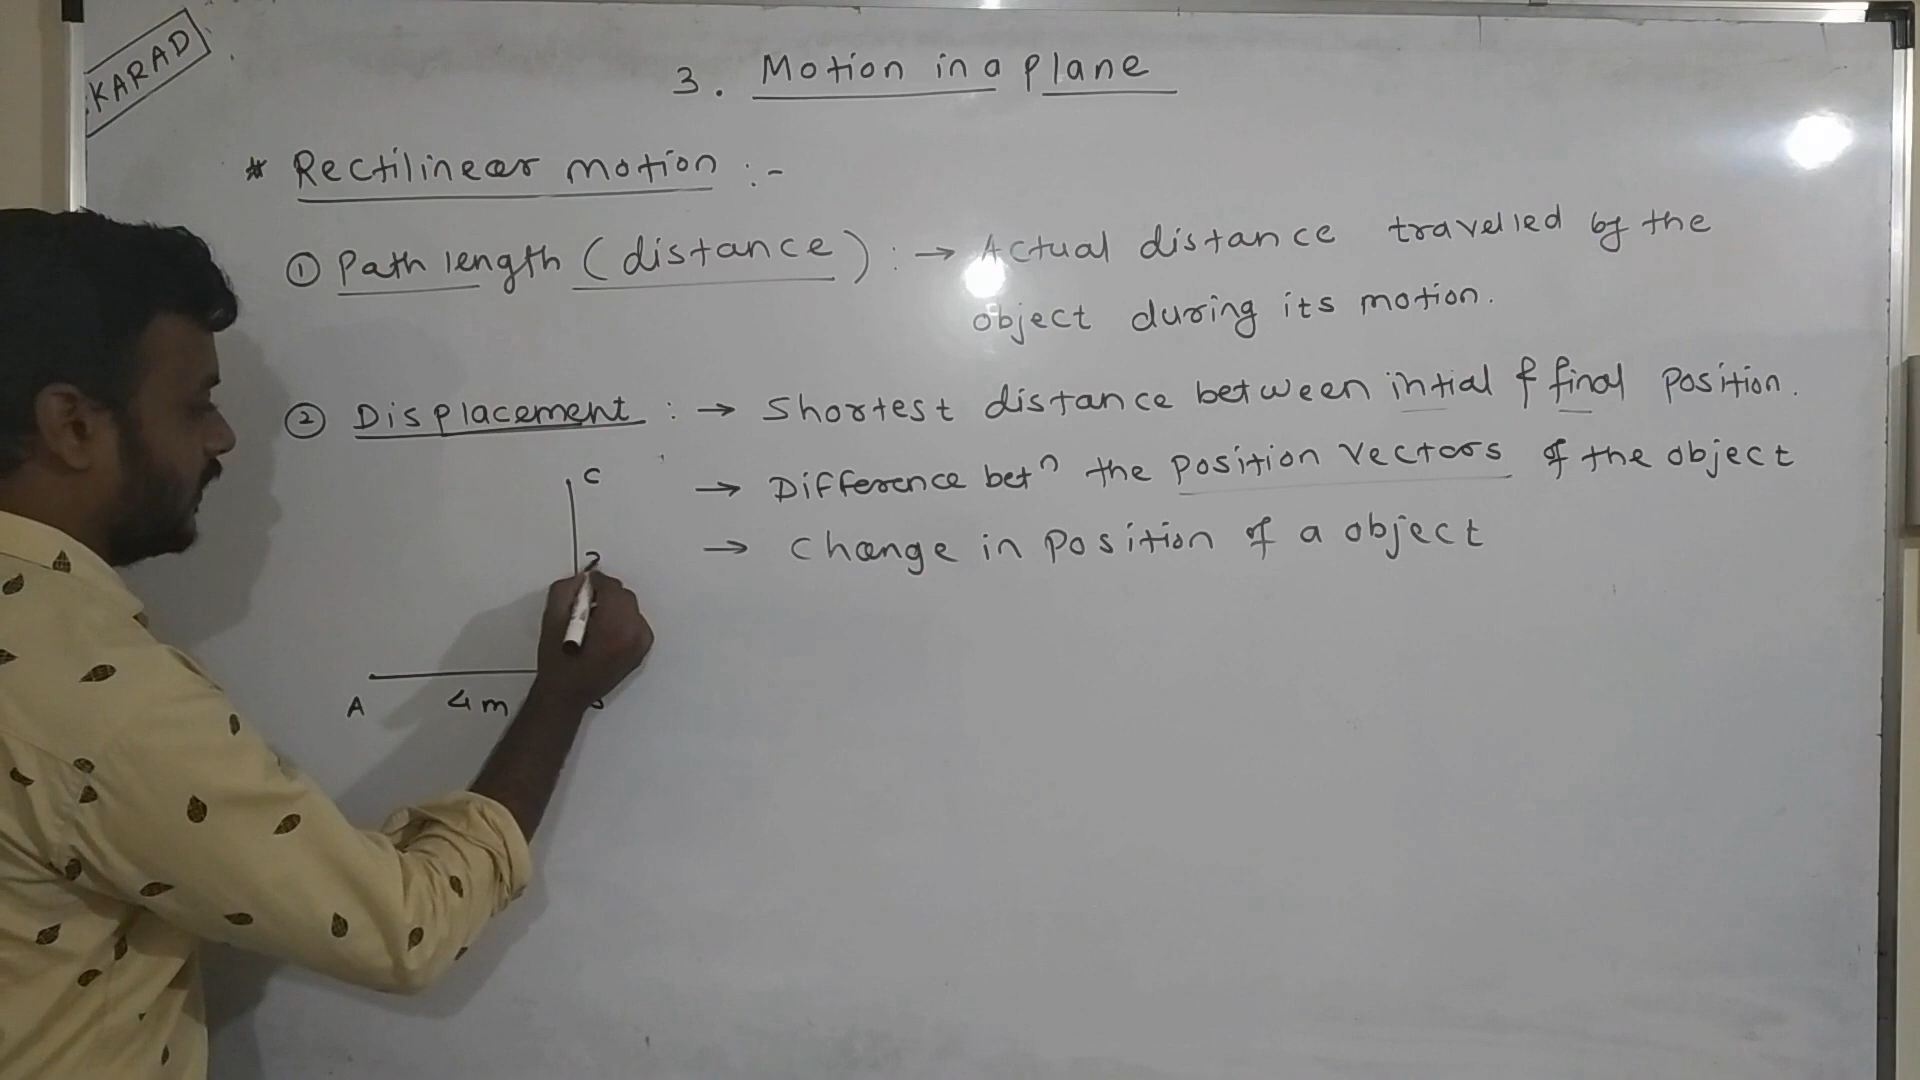 KARAD
3. Motion in a plane
* Rectilinear motion :-
① Path length (distance) : → Actual distance travelled by the
object during its motion.
② Displacement : → Shortest distance between intial & final position.
→ Difference betⁿ the position vectors of the object
→ change in position of a object
C
A 4m